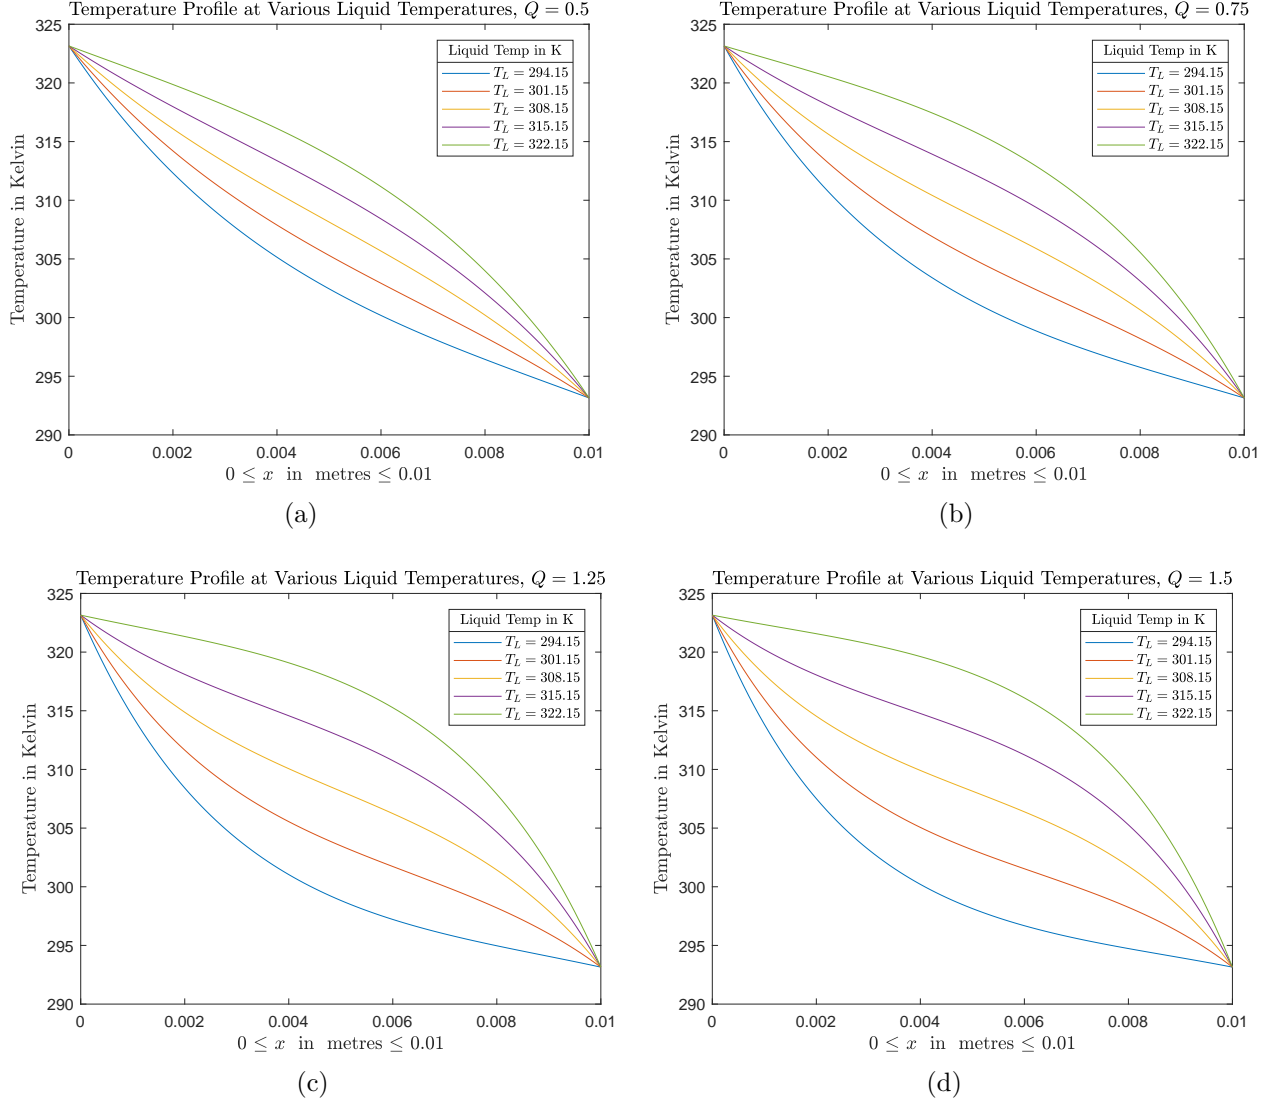 Temperature Profile at Various Liquid Temperatures, Q = 0.5
325
320
315
310
305
300
295
290
Temperature in Kelvin
Liquid Temp in K
T_L = 294.15
T_L = 301.15
T_L = 308.15
T_L = 315.15
T_L = 322.15
0 0.002 0.004 0.006 0.008 0.01
0 ≤ x in metres ≤ 0.01
(a)
Temperature Profile at Various Liquid Temperatures, Q = 0.75
325
320
315
310
305
300
295
290
Temperature in Kelvin
Liquid Temp in K
T_L = 294.15
T_L = 301.15
T_L = 308.15
T_L = 315.15
T_L = 322.15
0 0.002 0.004 0.006 0.008 0.01
0 ≤ x in metres ≤ 0.01
(b)
Temperature Profile at Various Liquid Temperatures, Q = 1.25
325
320
315
310
305
300
295
290
Temperature in Kelvin
Liquid Temp in K
T_L = 294.15
T_L = 301.15
T_L = 308.15
T_L = 315.15
T_L = 322.15
0 0.002 0.004 0.006 0.008 0.01
0 ≤ x in metres ≤ 0.01
(c)
Temperature Profile at Various Liquid Temperatures, Q = 1.5
325
320
315
310
305
300
295
290
Temperature in Kelvin
Liquid Temp in K
T_L = 294.15
T_L = 301.15
T_L = 308.15
T_L = 315.15
T_L = 322.15
0 0.002 0.004 0.006 0.008 0.01
0 ≤ x in metres ≤ 0.01
(d)